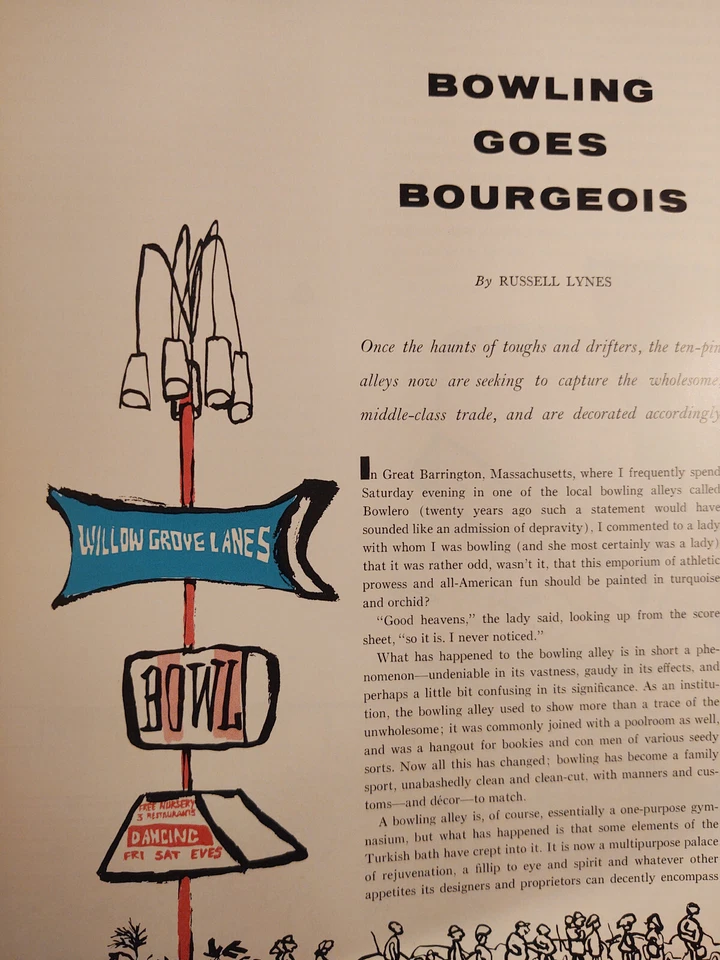 BOWLING
GOES
BOURGEOIS
By RUSSELL LYNES
Once the haunts of toughs and drifters, the ten-pin
alleys now are seeking to capture the wholesome,
middle-class trade, and are decorated accordingly
In Great Barrington, Massachusetts, where I frequently spend
Saturday evening in one of the local bowling alleys called
Bowlero (twenty years ago such a statement would have
sounded like an admission of depravity), I commented to a lady
with whom I was bowling (and she most certainly was a lady)
that it was rather odd, wasn't it, that this emporium of athletic
prowess and all-American fun should be painted in turquoise
and orchid?
"Good heavens," the lady said, looking up from the score
sheet, "so it is. I never noticed."
What has happened to the bowling alley is in short a phe-
nomenon—undeniable in its vastness, gaudy in its effects, and
perhaps a little bit confusing in its significance. As an institu-
tion, the bowling alley used to show more than a trace of the
unwholesome; it was commonly joined with a poolroom as well,
and was a hangout for bookies and con men of various seedy
sorts. Now all this has changed; bowling has become a family
sport, unabashedly clean and clean-cut, with manners and cus-
toms—and décor—to match.
A bowling alley is, of course, essentially a one-purpose gym-
nasium, but what has happened is that some elements of the
Turkish bath have crept into it. It is now a multipurpose palace
of rejuvenation, a fillip to eye and spirit and whatever other
appetites its designers and proprietors can decently encompass
WILLOW GROVE LANES
BOWL
FREE NURSERY
3 RESTAURANTS
DANCING
FRI SAT EVES